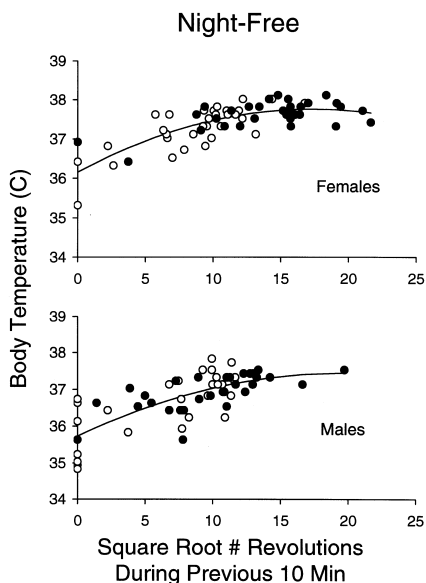 Night-Free
39
38
37
36
35
34
0 5 10 15 20 25
Females
Body Temperature (C)
39
38
37
36
35
34
0 5 10 15 20 25
Males
Square Root # Revolutions
During Previous 10 Min